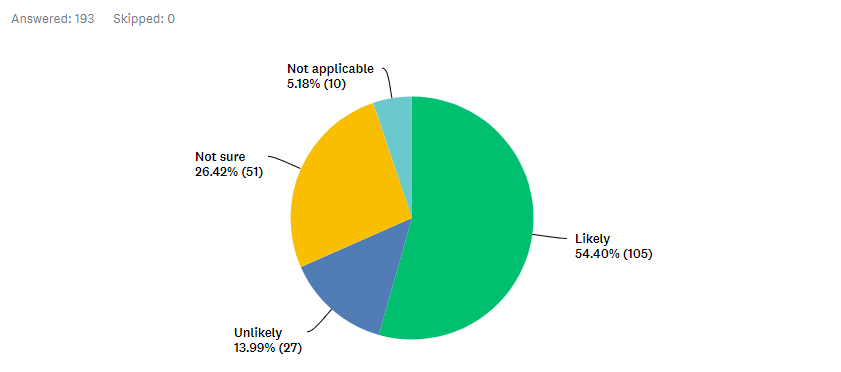 Answered: 193 Skipped: 0
Not applicable
5.18% (10)
Not sure
26.42% (51)
Likely
54.40% (105)
Unlikely
13.99% (27)